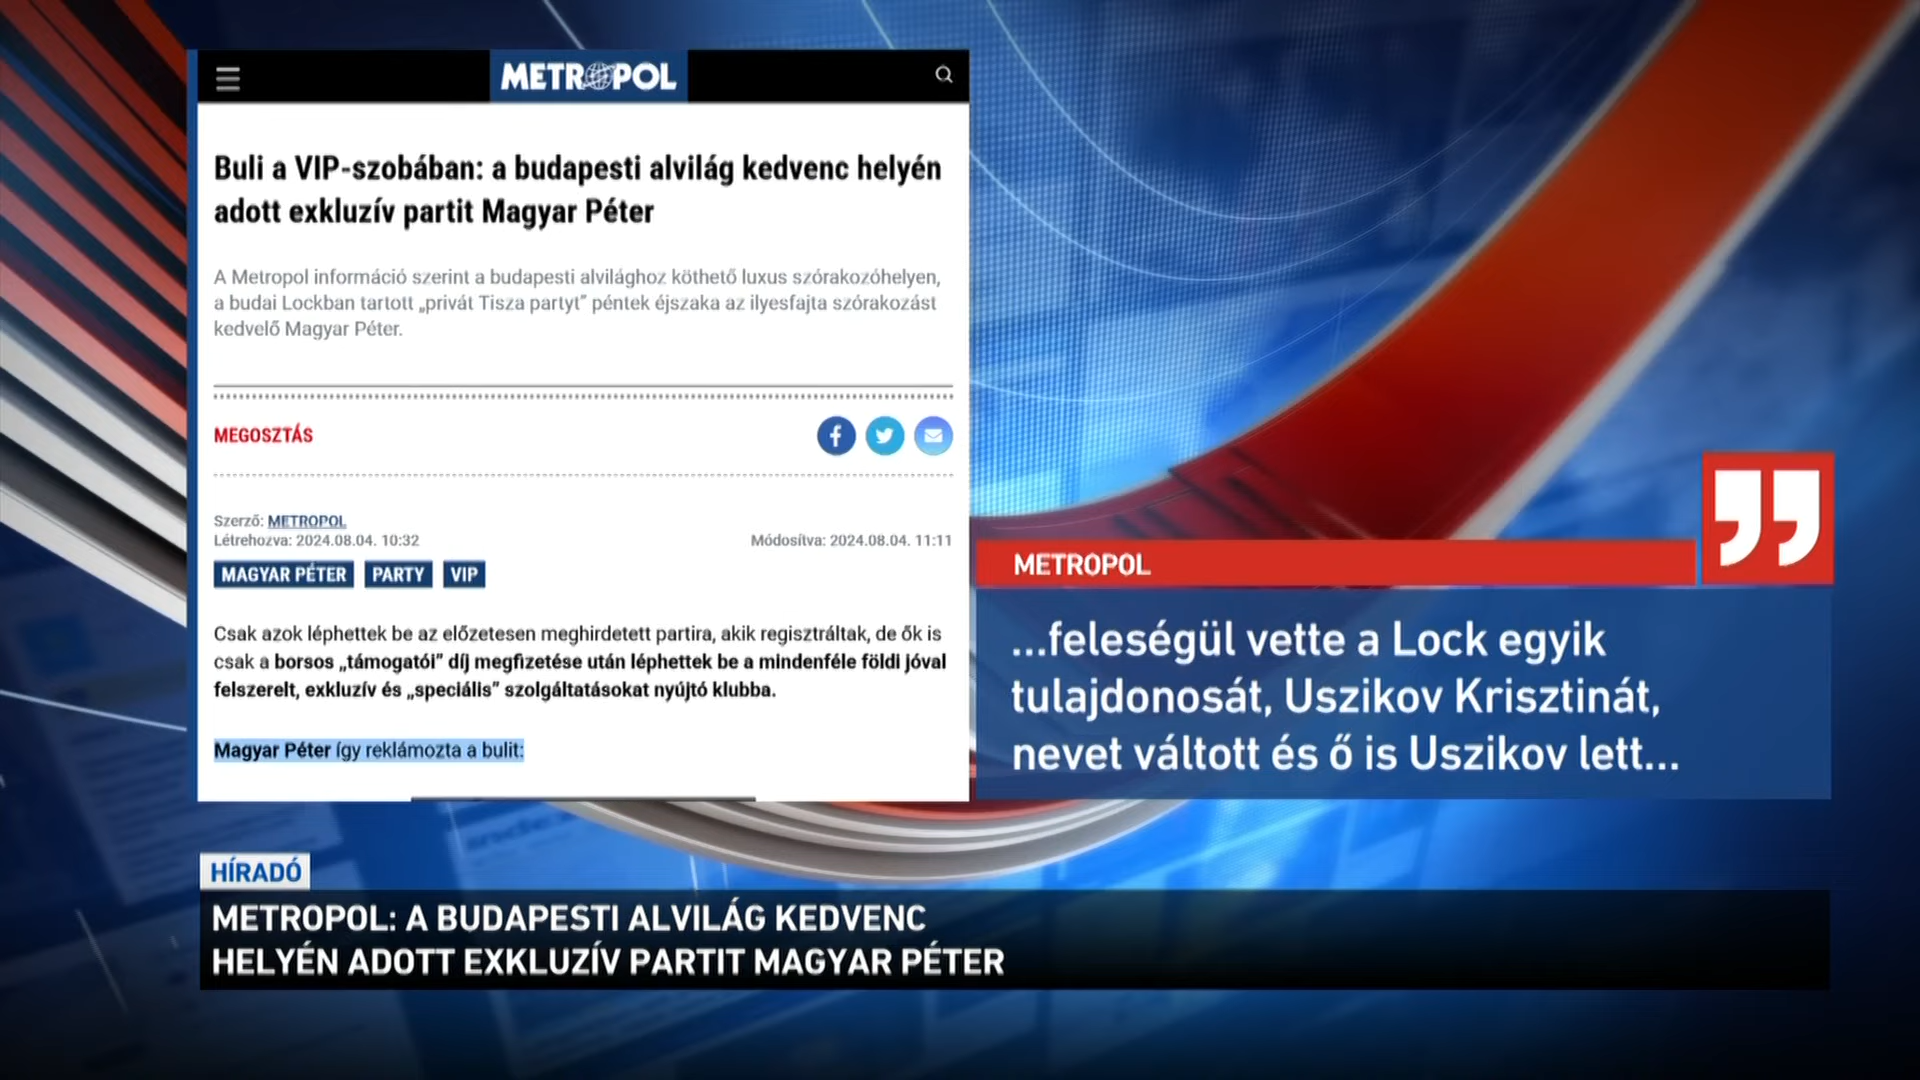 METROPOL
Buli a VIP-szobában: a budapesti alvilág kedvenc helyén
adott exkluzív partit Magyar Péter
A Metropol információ szerint a budapesti alvilághoz köthető luxus szórakozóhelyen,
a budai Lockban tartott „privát Tisza partyt” péntek éjszaka az ilyesfajta szórakozást
kedvelő Magyar Péter.
MEGOSZTÁS
Szerző: METROPOL
Létrehozva: 2024.08.04. 10:32
Módosítva: 2024.08.04. 11:11
MAGYAR PÉTER PARTY VIP
Csak azok léphettek be az előzetesen meghirdetett partira, akik regisztráltak, de ők is
csak a borsos „támogatói” díj megfizetése után léphettek be a mindenféle földi jóval
felszerelt, exkluzív és „speciális” szolgáltatásokat nyújtó klubba.
Magyar Péter így reklámozta a bulit:
METROPOL
...feleségül vette a Lock egyik
tulajdonosát, Uszikov Krisztinát,
nevet váltott és ő is Uszikov lett...
HÍRADÓ
METROPOL: A BUDAPESTI ALVILÁG KEDVENC
HELYÉN ADOTT EXKLUZÍV PARTIT MAGYAR PÉTER